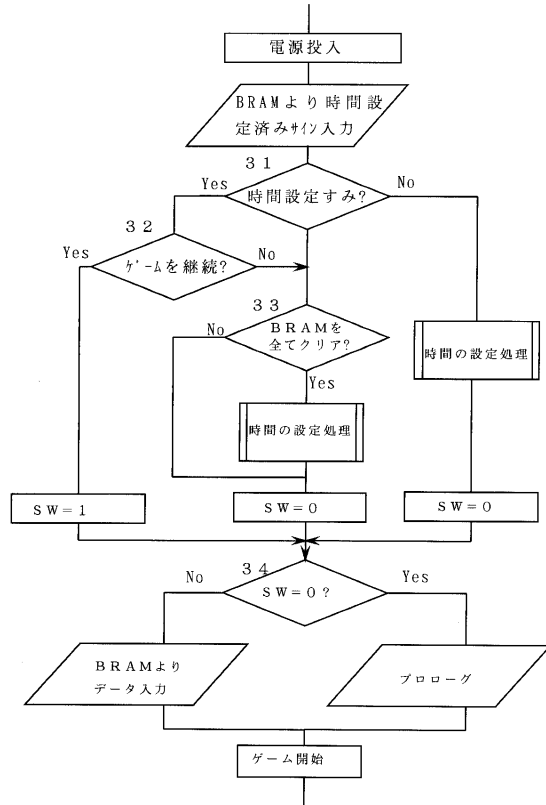 電源投入
BRAMより時間設
定済みサイン入力
31
Yes
時間設定すみ?
No
32
Yes
ゲームを継続?
No
33
No
BRAMを
全てクリア?
Yes
時間の設定処理
時間の設定処理
SW=1
SW=0
SW=0
34
No
SW=0?
Yes
BRAMより
データ入力
プロローグ
ゲーム開始